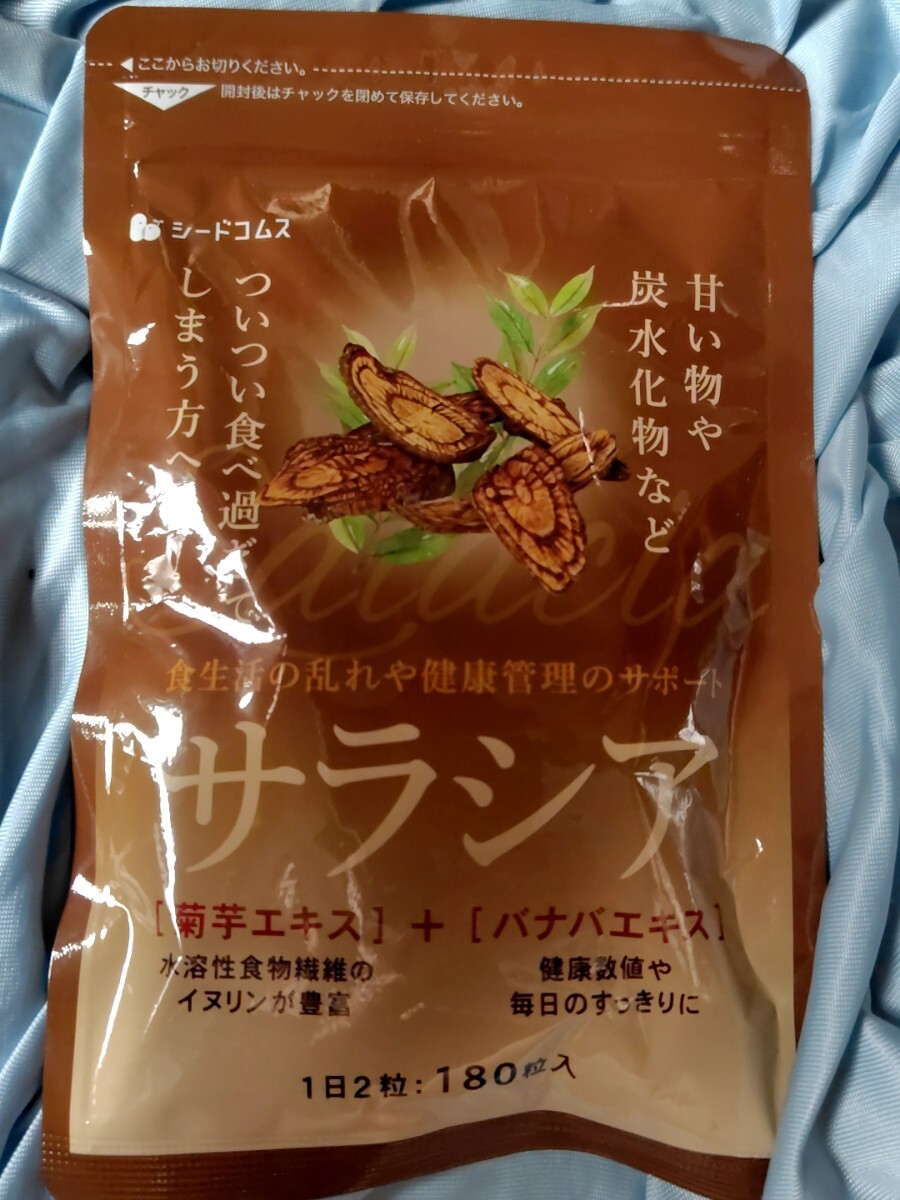 ここからお切りください。
チャック
開封後はチャックを閉めて保存してください。
シードコムス
甘い物や
炭水化物など
ついつい食べ過ぎて
しまう方へ
Salacia
食生活の乱れや健康管理のサポート
サラシア
[菊芋エキス]+[バナバエキス]
水溶性食物繊維の
イヌリンが豊富
健康数値や
毎日のすっきりに
1日2粒:180粒入